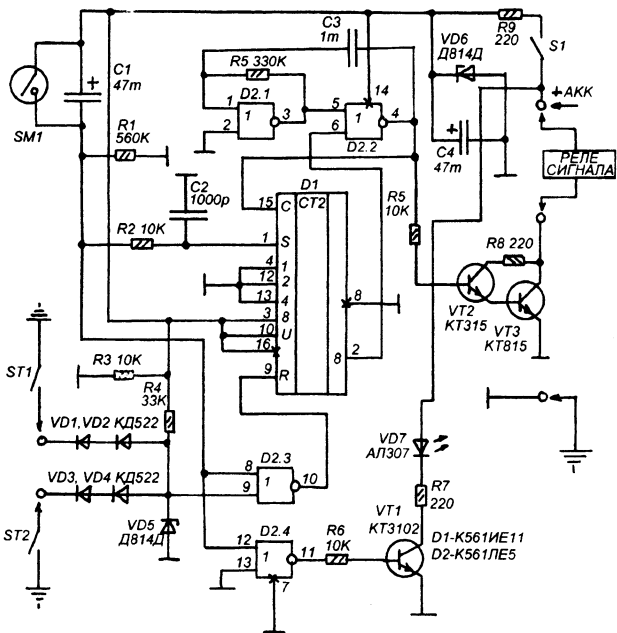 C3
1m
R9
220
S1
R5 330K
VD6
Д814Д
14
+АКК
C1
47m
D2.1
1
2
1
3
5
6
1
4
D2.2
SM1
R1
560K
C4
47m
РЕЛЕ
СИГНАЛА
C2
1000p
D1
15
C
CT2
R5
10K
R2 10K
1
S
R8 220
4
1
12
2
13
4
8
3
8
VT2
КТ315
VT3
КТ815
10
U
16
2
8
9
R
ST1
R3 10K
R4
33K
VD1,VD2 КД522
VD7
АЛ307
D2.3
8
9
1
10
VD3, VD4 КД522
R7
220
ST2
VD5
Д814Д
D2.4
12
13
1
11
7
R6
10K
VT1
КТ3102
D1-К561ИЕ11
D2-К561ЛЕ5